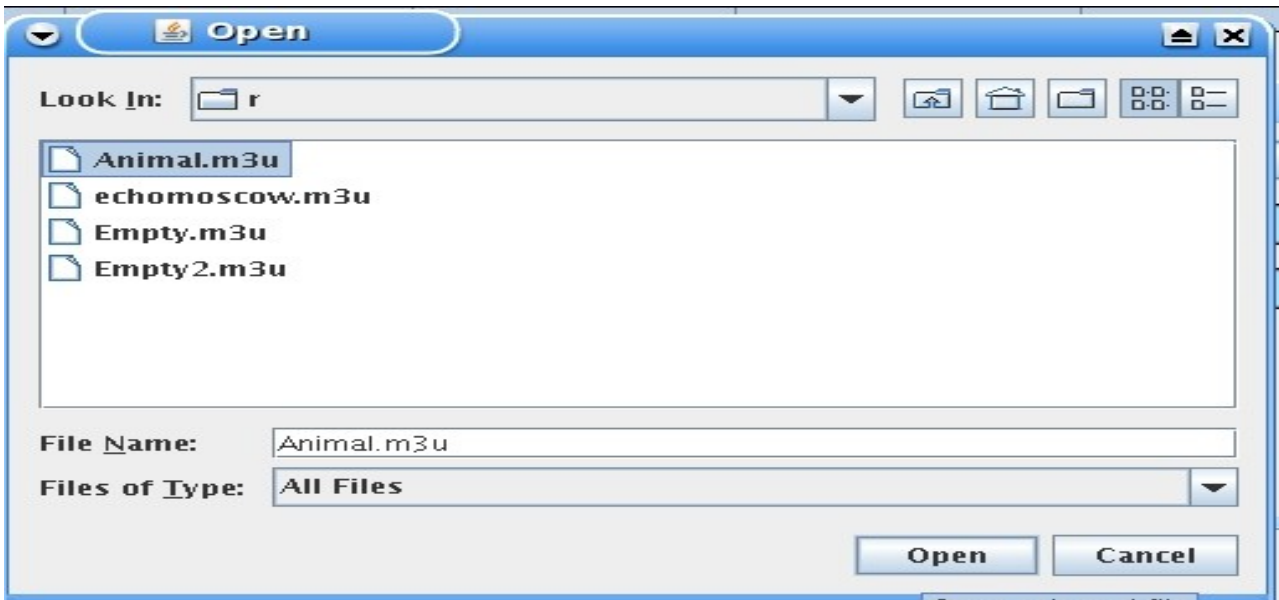 Open
Look In: r
Animal.m3u
echomoscow.m3u
Empty.m3u
Empty2.m3u
File Name: Animal.m3u
Files of Type: All Files
Open Cancel